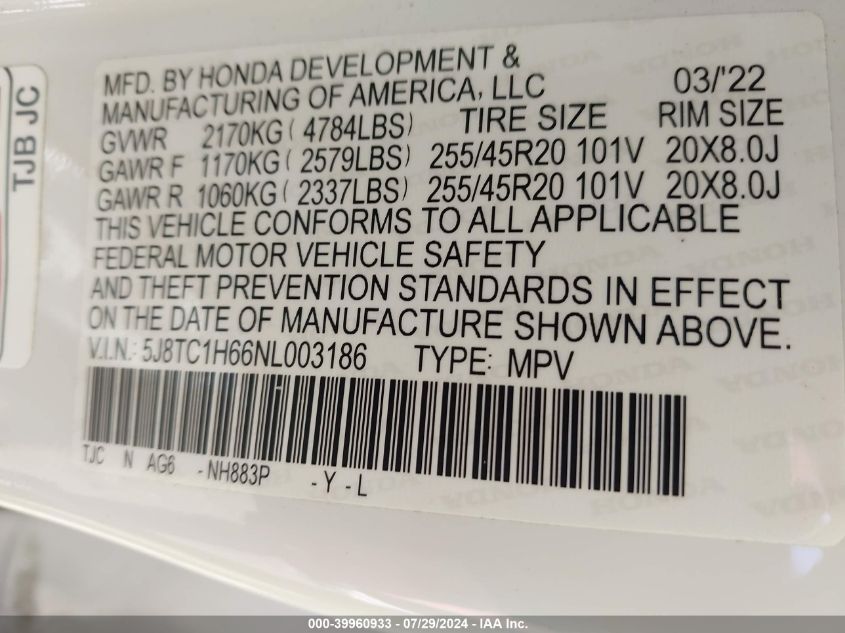 TJB JC
MFD. BY HONDA DEVELOPMENT &
MANUFACTURING OF AMERICA, LLC 03/'22
GVWR 2170KG ( 4784LBS) TIRE SIZE RIM SIZE
GAWR F 1170KG ( 2579LBS) 255/45R20 101V 20X8.0J
GAWR R 1060KG ( 2337LBS) 255/45R20 101V 20X8.0J
THIS VEHICLE CONFORMS TO ALL APPLICABLE
FEDERAL MOTOR VEHICLE SAFETY
AND THEFT PREVENTION STANDARDS IN EFFECT
ON THE DATE OF MANUFACTURE SHOWN ABOVE.
V.I.N.: 5J8TC1H66NL003186 TYPE: MPV
TJC N AG6 -NH883P -Y-L
HONDA
000-39960933 - 07/29/2024 - IAA Inc.